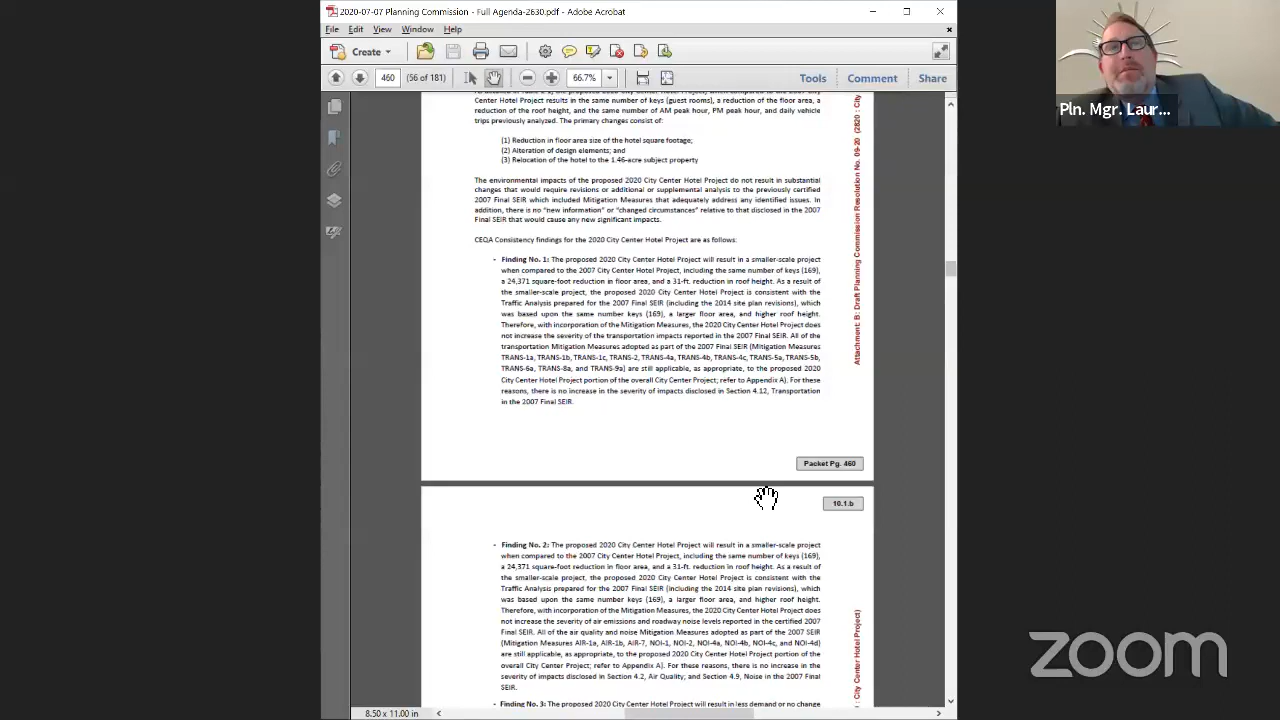 2020-07-07 Planning Commission - Full Agenda-2630.pdf - Adobe Acrobat
File Edit View Window Help
Create
460 (56 of 181) 66.7% Tools Comment Share
Center Hotel Project results in the same number of keys (guest rooms), a reduction of the floor area, a
reduction of the roof height, and the same number of AM peak hour, PM peak hour, and daily vehicle
trips previously analyzed. The primary changes consist of:
(1) Reduction in floor area size of the hotel square footage;
(2) Alteration of design elements; and
(3) Relocation of the hotel to the 1.46-acre subject property
The environmental impacts of the proposed 2020 City Center Hotel Project do not result in substantial
changes that would require revisions or additional or supplemental analysis to the previously certified
2007 Final SEIR which included Mitigation Measures that adequately address any identified issues. In
addition, there is no "new information" or "changed circumstances" relative to that disclosed in the 2007
Final SEIR that would cause any new significant impacts.
CEQA Consistency findings for the 2020 City Center Hotel Project are as follows:
- Finding No. 1: The proposed 2020 City Center Hotel Project will result in a smaller-scale project
when compared to the 2007 City Center Hotel Project, including the same number of keys (169),
a 24,371 square-foot reduction in floor area, and a 31-ft. reduction in roof height. As a result of
the smaller-scale project, the proposed 2020 City Center Hotel Project is consistent with the
Traffic Analysis prepared for the 2007 Final SEIR (including the 2014 site plan revisions), which
was based upon the same number keys (169), a larger floor area, and higher roof height.
Therefore, with incorporation of the Mitigation Measures, the 2020 City Center Hotel Project does
not increase the severity of the transportation impacts reported in the 2007 Final SEIR. All of the
transportation Mitigation Measures adopted as part of the 2007 Final SEIR (Mitigation Measures
TRANS-1a, TRANS-1b, TRANS-1c, TRANS-2, TRANS-4a, TRANS-4b, TRANS-4c, TRANS-5a, TRANS-5b,
TRANS-6a, TRANS-8a, and TRANS-9a) are still applicable, as appropriate, to the proposed 2020
City Center Hotel Project portion of the overall City Center Project; refer to Appendix A). For these
reasons, there is no increase in the severity of impacts disclosed in Section 4.12, Transportation
in the 2007 Final SEIR.
Attachment: B : Draft Planning Commission Resolution No. 09-20 (2820 : City
Packet Pg. 460
10.1.b
- Finding No. 2: The proposed 2020 City Center Hotel Project will result in a smaller-scale project
when compared to the 2007 City Center Hotel Project, including the same number of keys (169),
a 24,371 square-foot reduction in floor area, and a 31-ft. reduction in roof height. As a result of
the smaller-scale project, the proposed 2020 City Center Hotel Project is consistent with the
Traffic Analysis prepared for the 2007 Final SEIR (including the 2014 site plan revisions), which
was based upon the same number keys (169), a larger floor area, and higher roof height.
Therefore, with incorporation of the Mitigation Measures, the 2020 City Center Hotel Project does
not increase the severity of air emissions and roadway noise levels reported in the certified 2007
Final SEIR. All of the air quality and noise Mitigation Measures adopted as part of the 2007 SEIR
(Mitigation Measures AIR-1a, AIR-1b, AIR-7, NOI-1, NOI-2, NOI-4a, NOI-4b, NOI-4c, and NOI-4d)
are still applicable, as appropriate, to the proposed 2020 City Center Hotel Project portion of the
overall City Center Project; refer to Appendix A). For these reasons, there is no increase in the
severity of impacts disclosed in Section 4.2, Air Quality; and Section 4.9, Noise in the 2007 Final
SEIR.
- Finding No. 3: The proposed 2020 City Center Hotel Project will result in less demand or no change
: City Center Hotel Project)
8.50 x 11.00 in
Pln. Mgr. Laur...
zoom